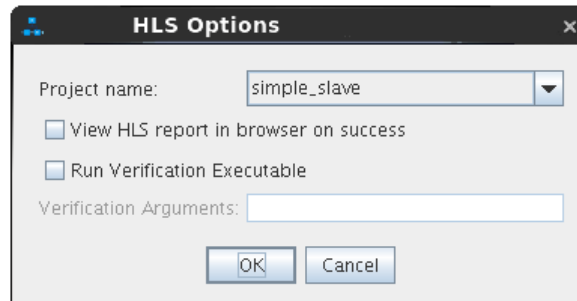 HLS Options
Project name: simple_slave
View HLS report in browser on success
Run Verification Executable
Verification Arguments:
OK Cancel